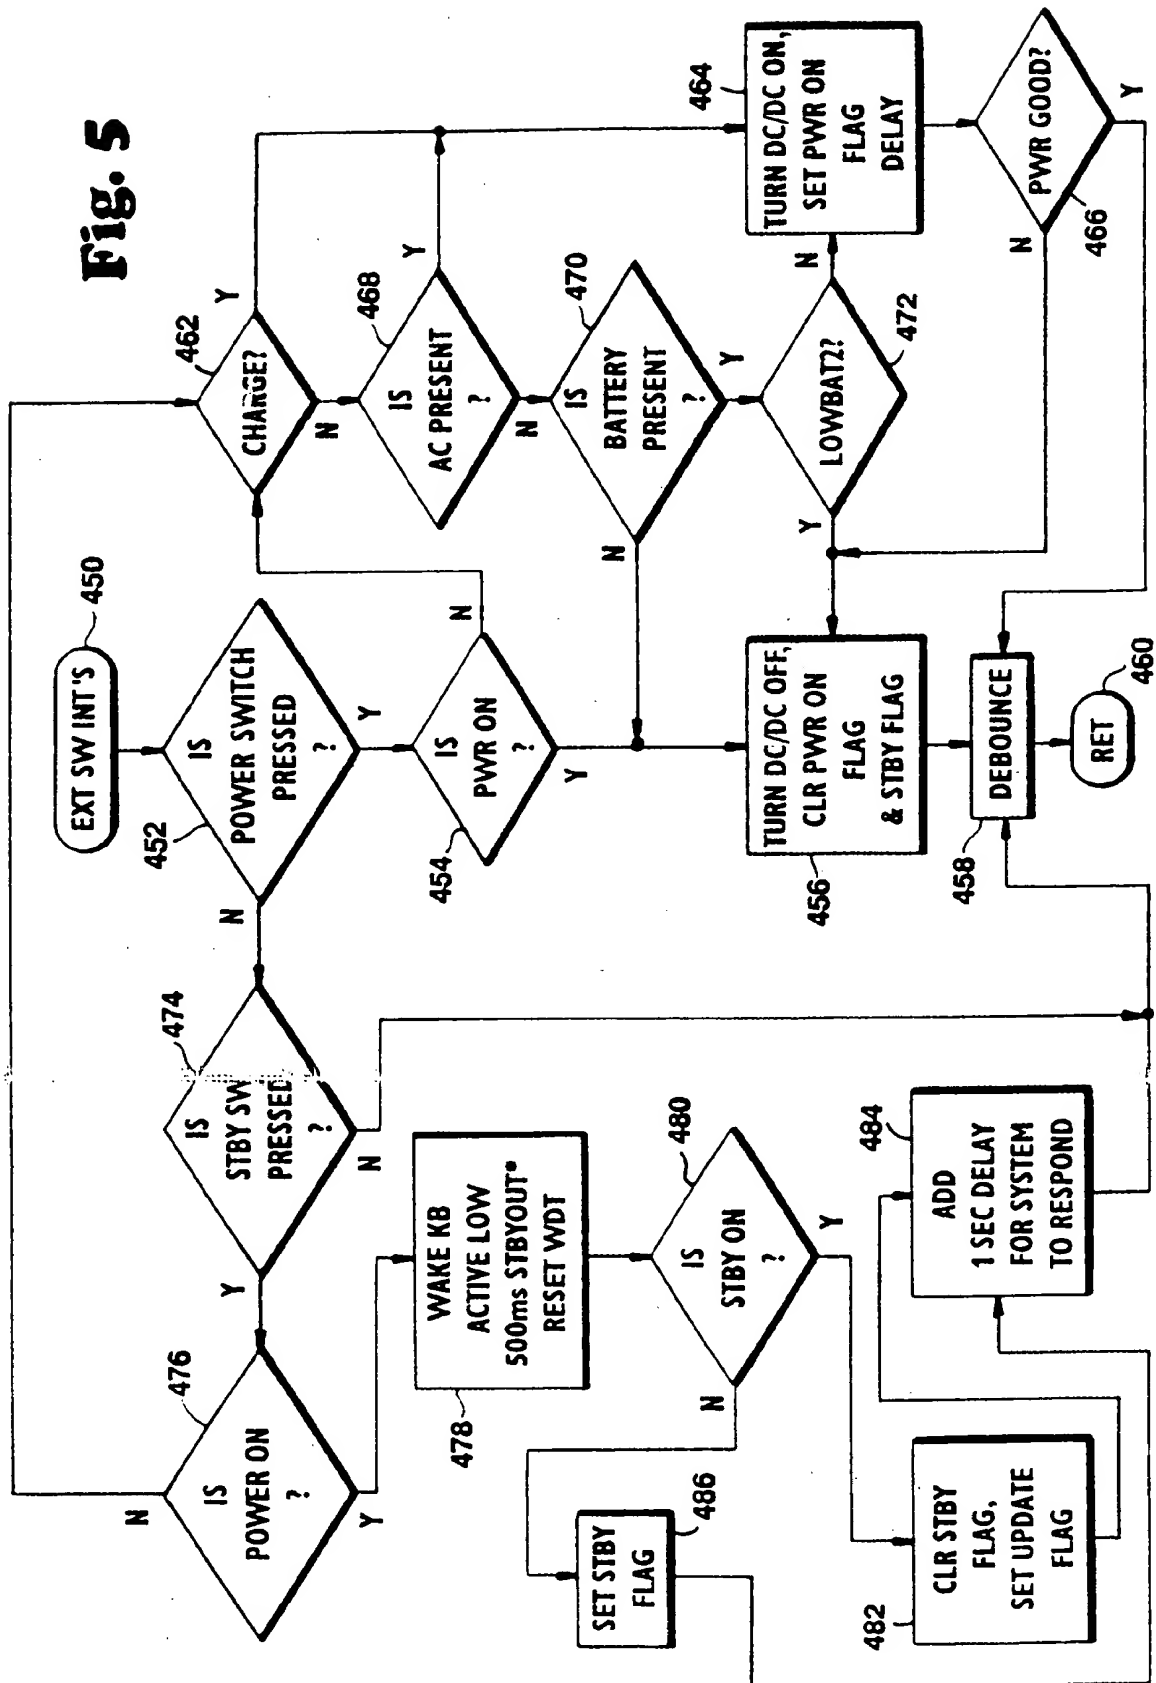 Fig. 5
EXT SW INT'S
450
IS
POWER SWITCH
PRESSED
?
452
N
Y
IS
PWR ON
?
454
N
Y
TURN DC/DC OFF,
CLR PWR ON
FLAG
& STBY FLAG
456
DEBOUNCE
458
RET
460
CHARGE?
462
Y
N
IS
AC PRESENT
?
468
Y
N
IS
BATTERY
PRESENT
?
470
N
Y
LOWBAT2?
472
Y
N
TURN DC/DC ON,
SET PWR ON
FLAG
DELAY
464
PWR GOOD?
466
N
Y
IS
STBY SW
PRESSED
?
474
Y
N
IS
POWER ON
?
476
N
Y
WAKE KB
ACTIVE LOW
500ms STBYOUT*
RESET WDT
478
IS
STBY ON
?
480
N
Y
SET STBY
FLAG
486
CLR STBY
FLAG,
SET UPDATE
FLAG
482
ADD
1 SEC DELAY
FOR SYSTEM
TO RESPOND
484